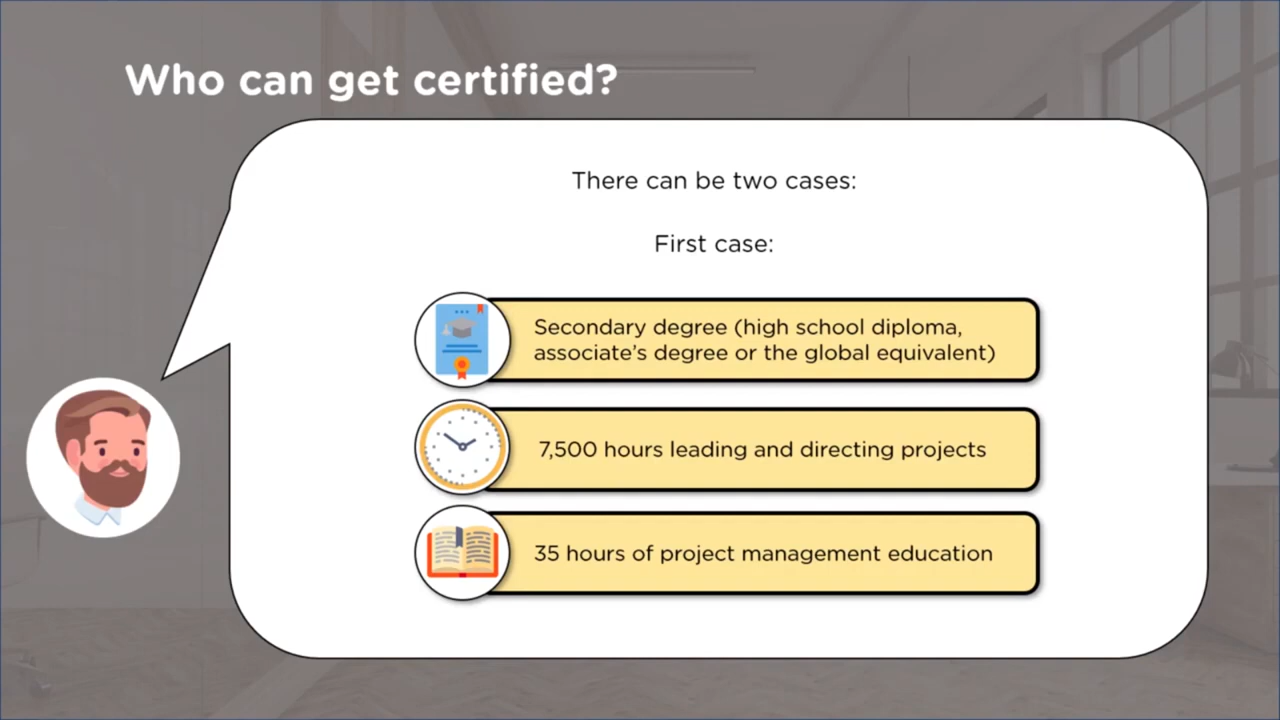 Who can get certified?
There can be two cases:
First case:
Secondary degree (high school diploma,
associate's degree or the global equivalent)
7,500 hours leading and directing projects
35 hours of project management education